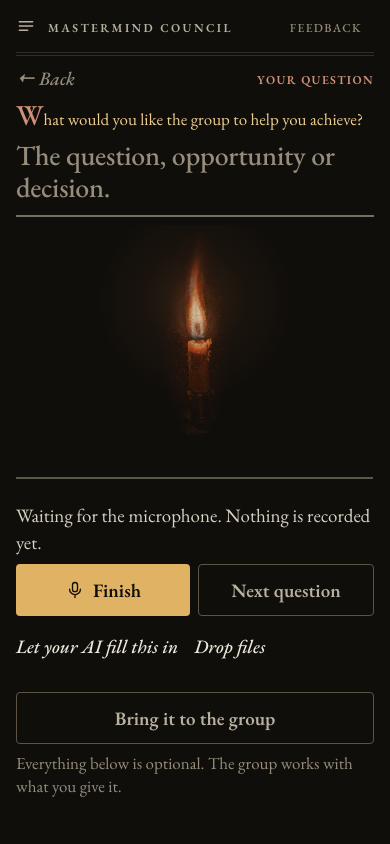 MASTERMIND COUNCIL
FEEDBACK
← Back
YOUR QUESTION
What would you like the group to help you achieve?
The question, opportunity or
decision.
Waiting for the microphone. Nothing is recorded
yet.
Finish
Next question
Let your AI fill this in
Drop files
Bring it to the group
Everything below is optional. The group works with
what you give it.